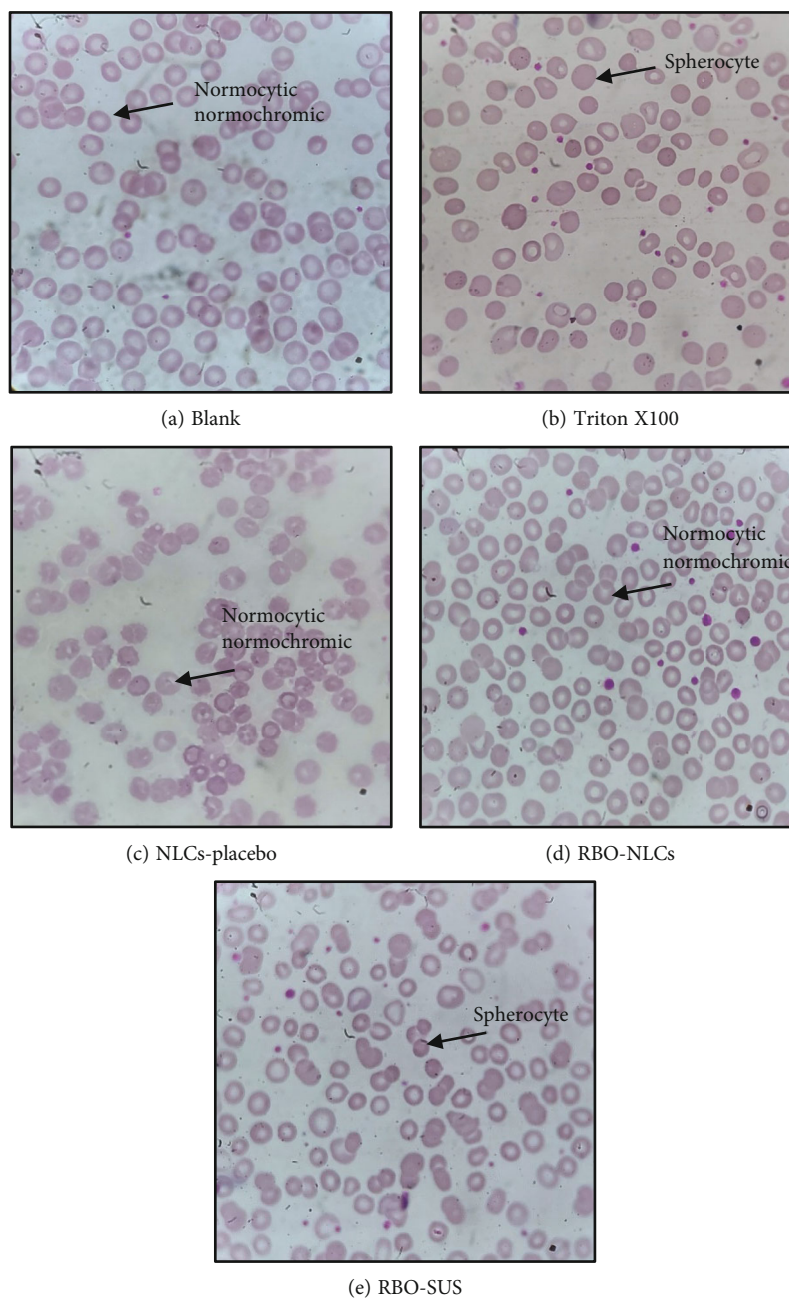 Normocytic
normochromic
Spherocyte
(a) Blank
(b) Triton X100
Normocytic
normochromic
Normocytic
normochromic
(c) NLCs-placebo
(d) RBO-NLCs
Spherocyte
(e) RBO-SUS